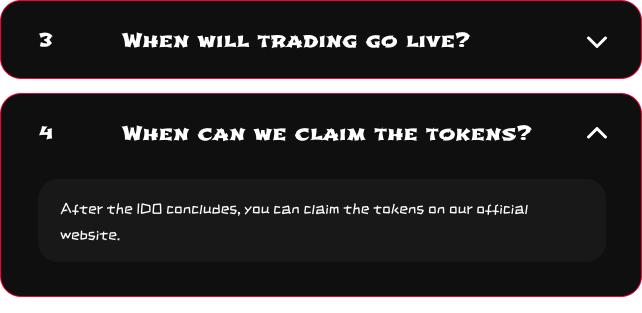 3 When will trading go live?
4 When can we claim the tokens?
After the IDO concludes, you can claim the tokens on our official
website.